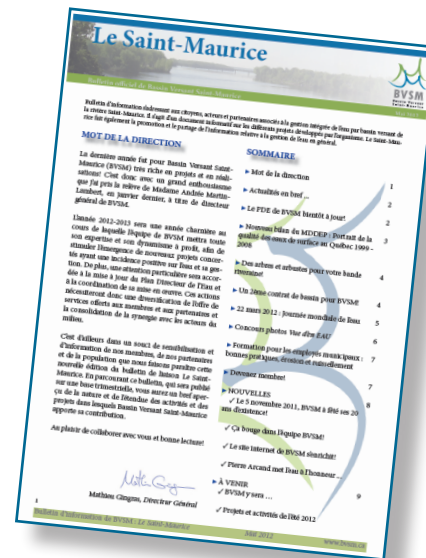 Le Saint-Maurice
BVSM
Bassin Versant
Saint-Maurice
Bulletin officiel de Bassin Versant Saint-Maurice
Mai 2012
Bulletin d'information s'adressant aux citoyens, acteurs et partenaires associés à la gestion intégrée de l'eau par bassin versant de
la rivière Saint-Maurice. Il s'agit d'un document informatif sur les différents projets développés par l'organisme. Le Saint-Mau-
rice fait également la promotion et le partage de l'information relative à la gestion de l'eau en général.
MOT DE LA DIRECTION
La dernière année fut pour Bassin Versant Saint-
Maurice (BVSM) très riche en projets et en réali-
sations! C'est donc avec un grand enthousiasme
que j'ai pris la relève de Madame Andrée Martin-
Lambert, en janvier dernier, à titre de directeur
général de BVSM.
L'année 2012-2013 sera une année charnière au
cours de laquelle l'équipe de BVSM mettra toute
son expertise et son dynamisme à profit, afin de
stimuler l'émergence de nouveaux projets concer-
tés ayant une incidence positive sur l'eau et sa ges-
tion. De plus, une attention particulière sera accor-
dée à la mise à jour du Plan Directeur de l'Eau et
à la coordination de sa mise en œuvre. Ces actions
nécessiteront donc une diversification de l'offre de
services offerts aux membres et aux partenaires et
la consolidation de la synergie avec les acteurs du
milieu.
C'est d'ailleurs dans un souci de sensibilisation et
d'information de nos membres, de nos partenaires
et de la population que nous faisons paraître cette
nouvelle édition du bulletin de liaison Le Saint-
Maurice. En parcourant ce bulletin, qui sera publié
sur une base trimestrielle, vous aurez un bref aper-
çu de la nature et de l'étendue des activités et des
projets dans lesquels Bassin Versant Saint-Maurice
apporte sa contribution.
Au plaisir de collaborer avec vous et bonne lecture!
Mathieu Gingras, Directeur Général
SOMMAIRE
▸ Mot de la direction 1
▸ Actualités en bref ... 2
▸ Le PDE de BVSM bientôt à jour! 2
▸ Nouveau bilan du MDDEP : Portrait de la 3
qualité des eaux de surface au Québec 1999 -
2008
▸ Des arbres et arbustes pour votre bande 4
riveraine!
▸ Un 2ème contrat de bassin pour BVSM! 4
▸ 22 mars 2012 : Journée mondiale de l'eau 5
▸ Concours photos Vue d'en EAU 6
▸ Formation pour les employés municipaux : 7
bonnes pratiques, érosion et ruissellement
▸ Devenez membre! 7
▸ NOUVELLES 8
✓ Le 5 novembre 2011, BVSM a fêté ses 20
ans d'existence!
✓ Ça bouge dans l'équipe BVSM!
✓ Le site internet de BVSM s'enrichit!
✓ Pierre Arcand met l'eau à l'honneur ...
▸ À VENIR 9
✓ BVSM y sera ....
✓ Projets et activités de l'été 2012
1
Bulletin d'information de BVSM : Le Saint-Maurice
Mai 2012
www.bvsm.ca